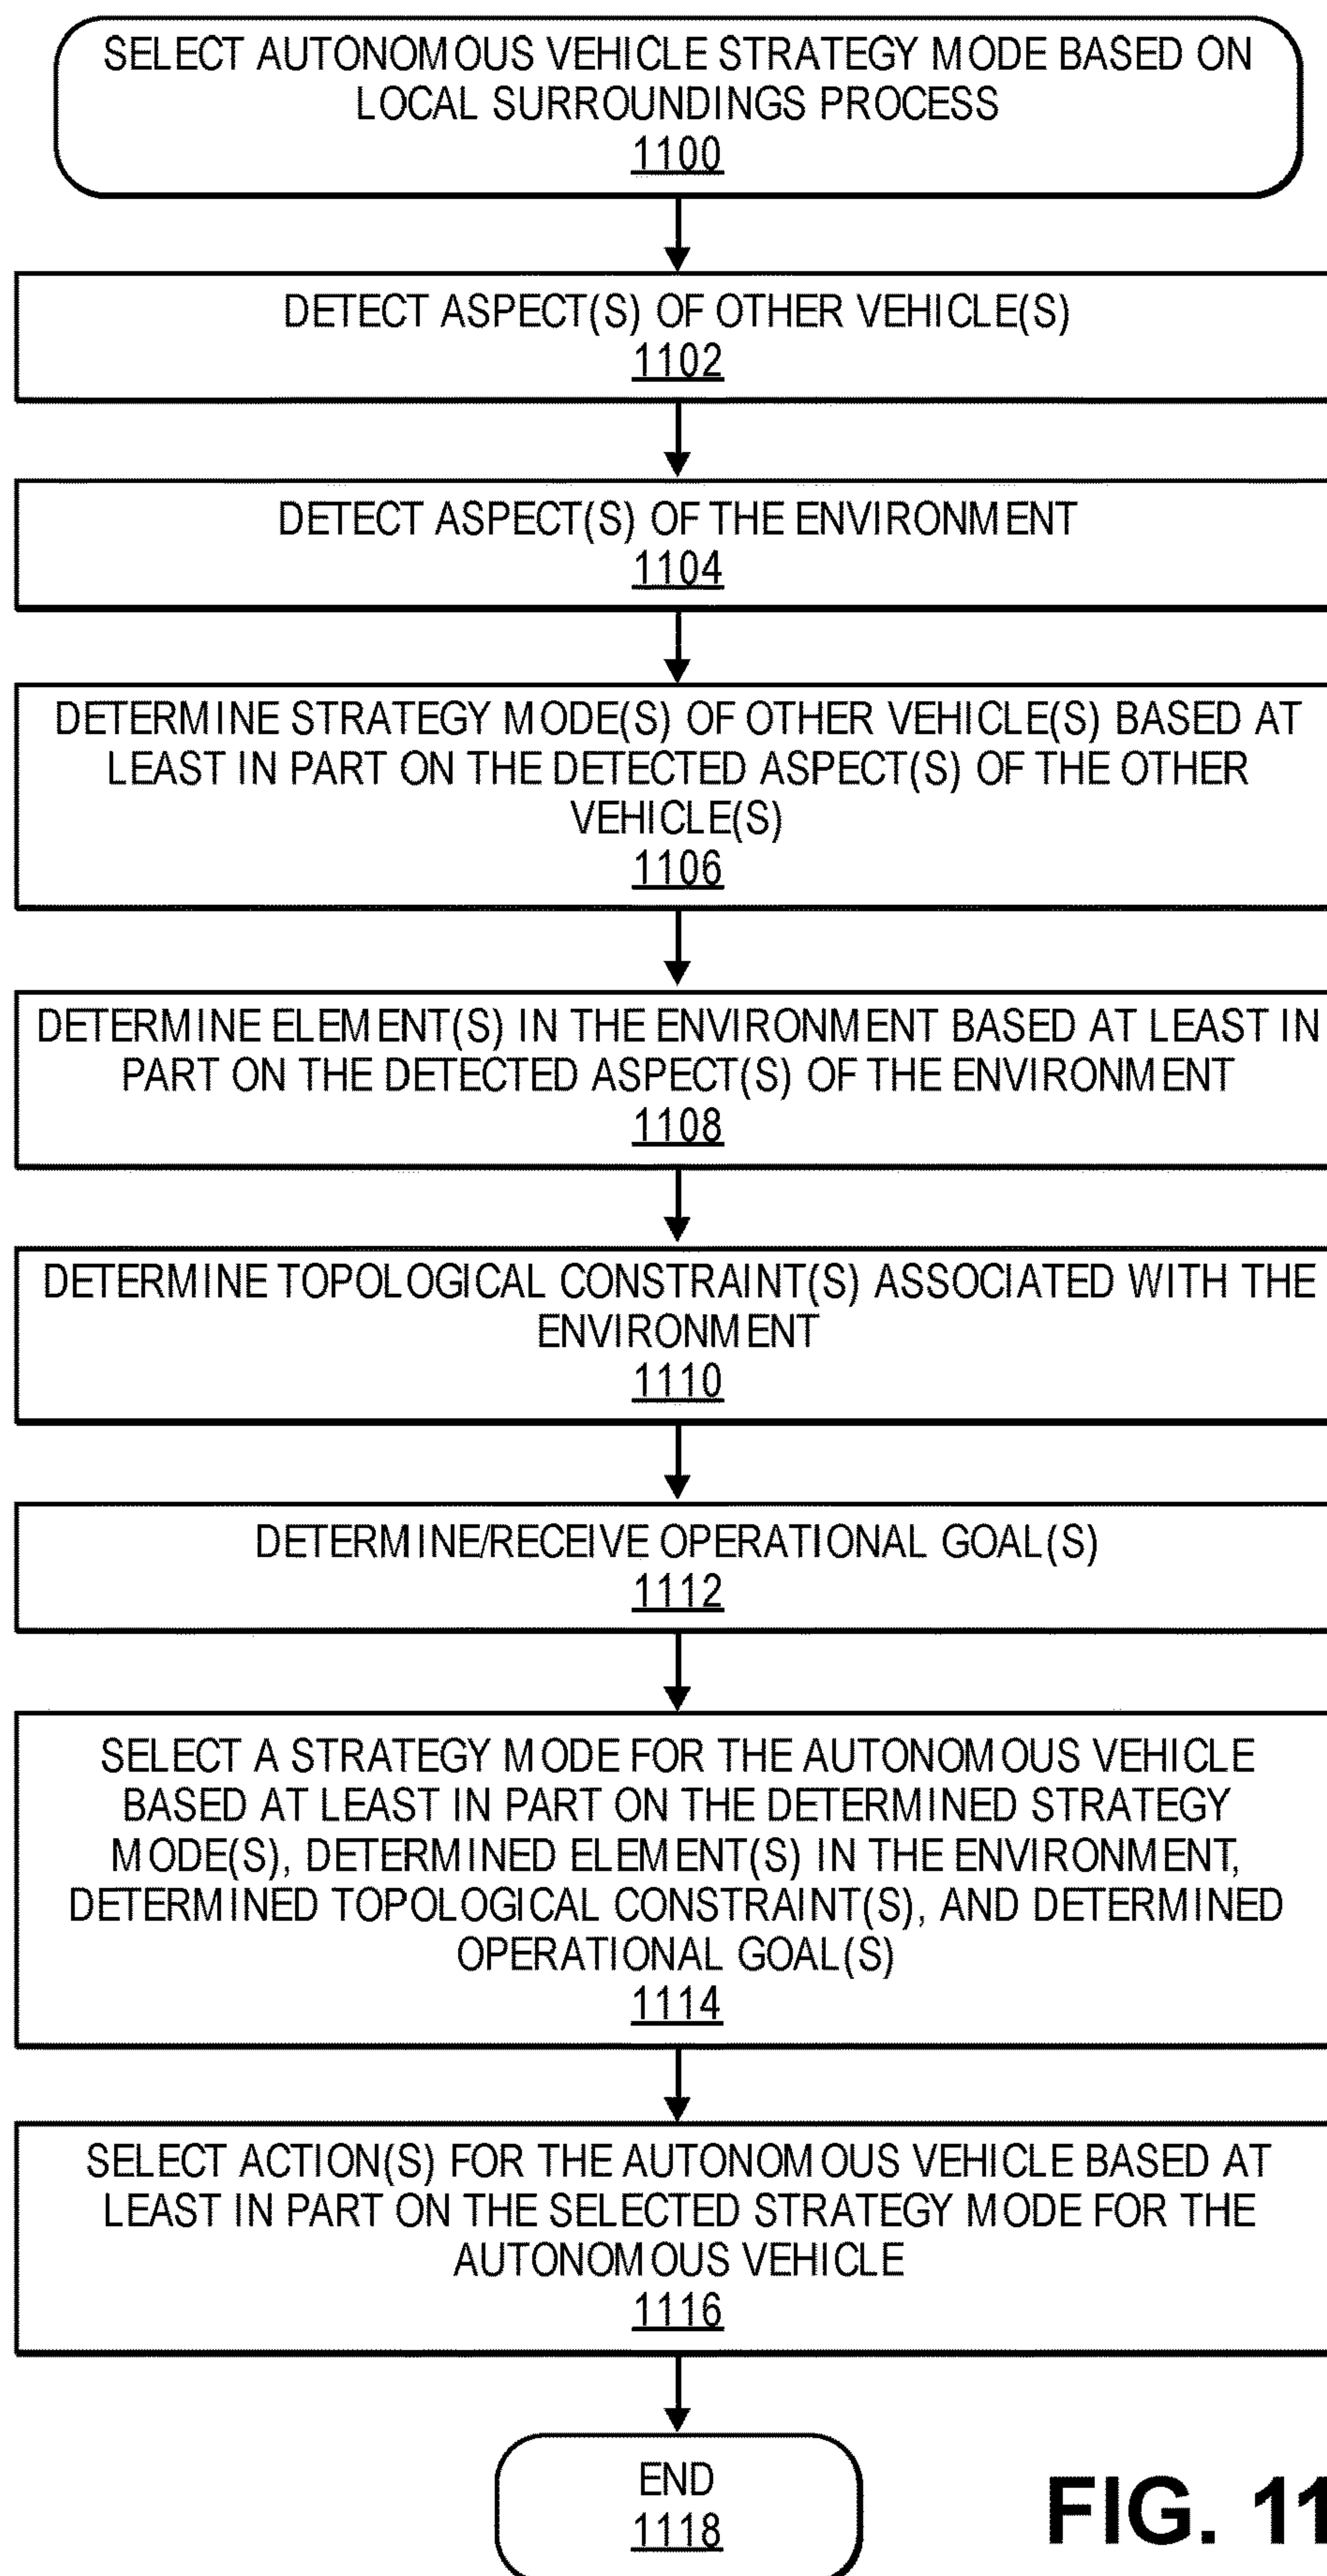 SELECT AUTONOMOUS VEHICLE STRATEGY MODE BASED ON
LOCAL SURROUNDINGS PROCESS
1100
DETECT ASPECT(S) OF OTHER VEHICLE(S)
1102
DETECT ASPECT(S) OF THE ENVIRONMENT
1104
DETERMINE STRATEGY MODE(S) OF OTHER VEHICLE(S) BASED AT
LEAST IN PART ON THE DETECTED ASPECT(S) OF THE OTHER
VEHICLE(S)
1106
DETERMINE ELEMENT(S) IN THE ENVIRONMENT BASED AT LEAST IN
PART ON THE DETECTED ASPECT(S) OF THE ENVIRONMENT
1108
DETERMINE TOPOLOGICAL CONSTRAINT(S) ASSOCIATED WITH THE
ENVIRONMENT
1110
DETERMINE/RECEIVE OPERATIONAL GOAL(S)
1112
SELECT A STRATEGY MODE FOR THE AUTONOMOUS VEHICLE
BASED AT LEAST IN PART ON THE DETERMINED STRATEGY
MODE(S), DETERMINED ELEMENT(S) IN THE ENVIRONMENT,
DETERMINED TOPOLOGICAL CONSTRAINT(S), AND DETERMINED
OPERATIONAL GOAL(S)
1114
SELECT ACTION(S) FOR THE AUTONOMOUS VEHICLE BASED AT
LEAST IN PART ON THE SELECTED STRATEGY MODE FOR THE
AUTONOMOUS VEHICLE
1116
END
1118
FIG. 11